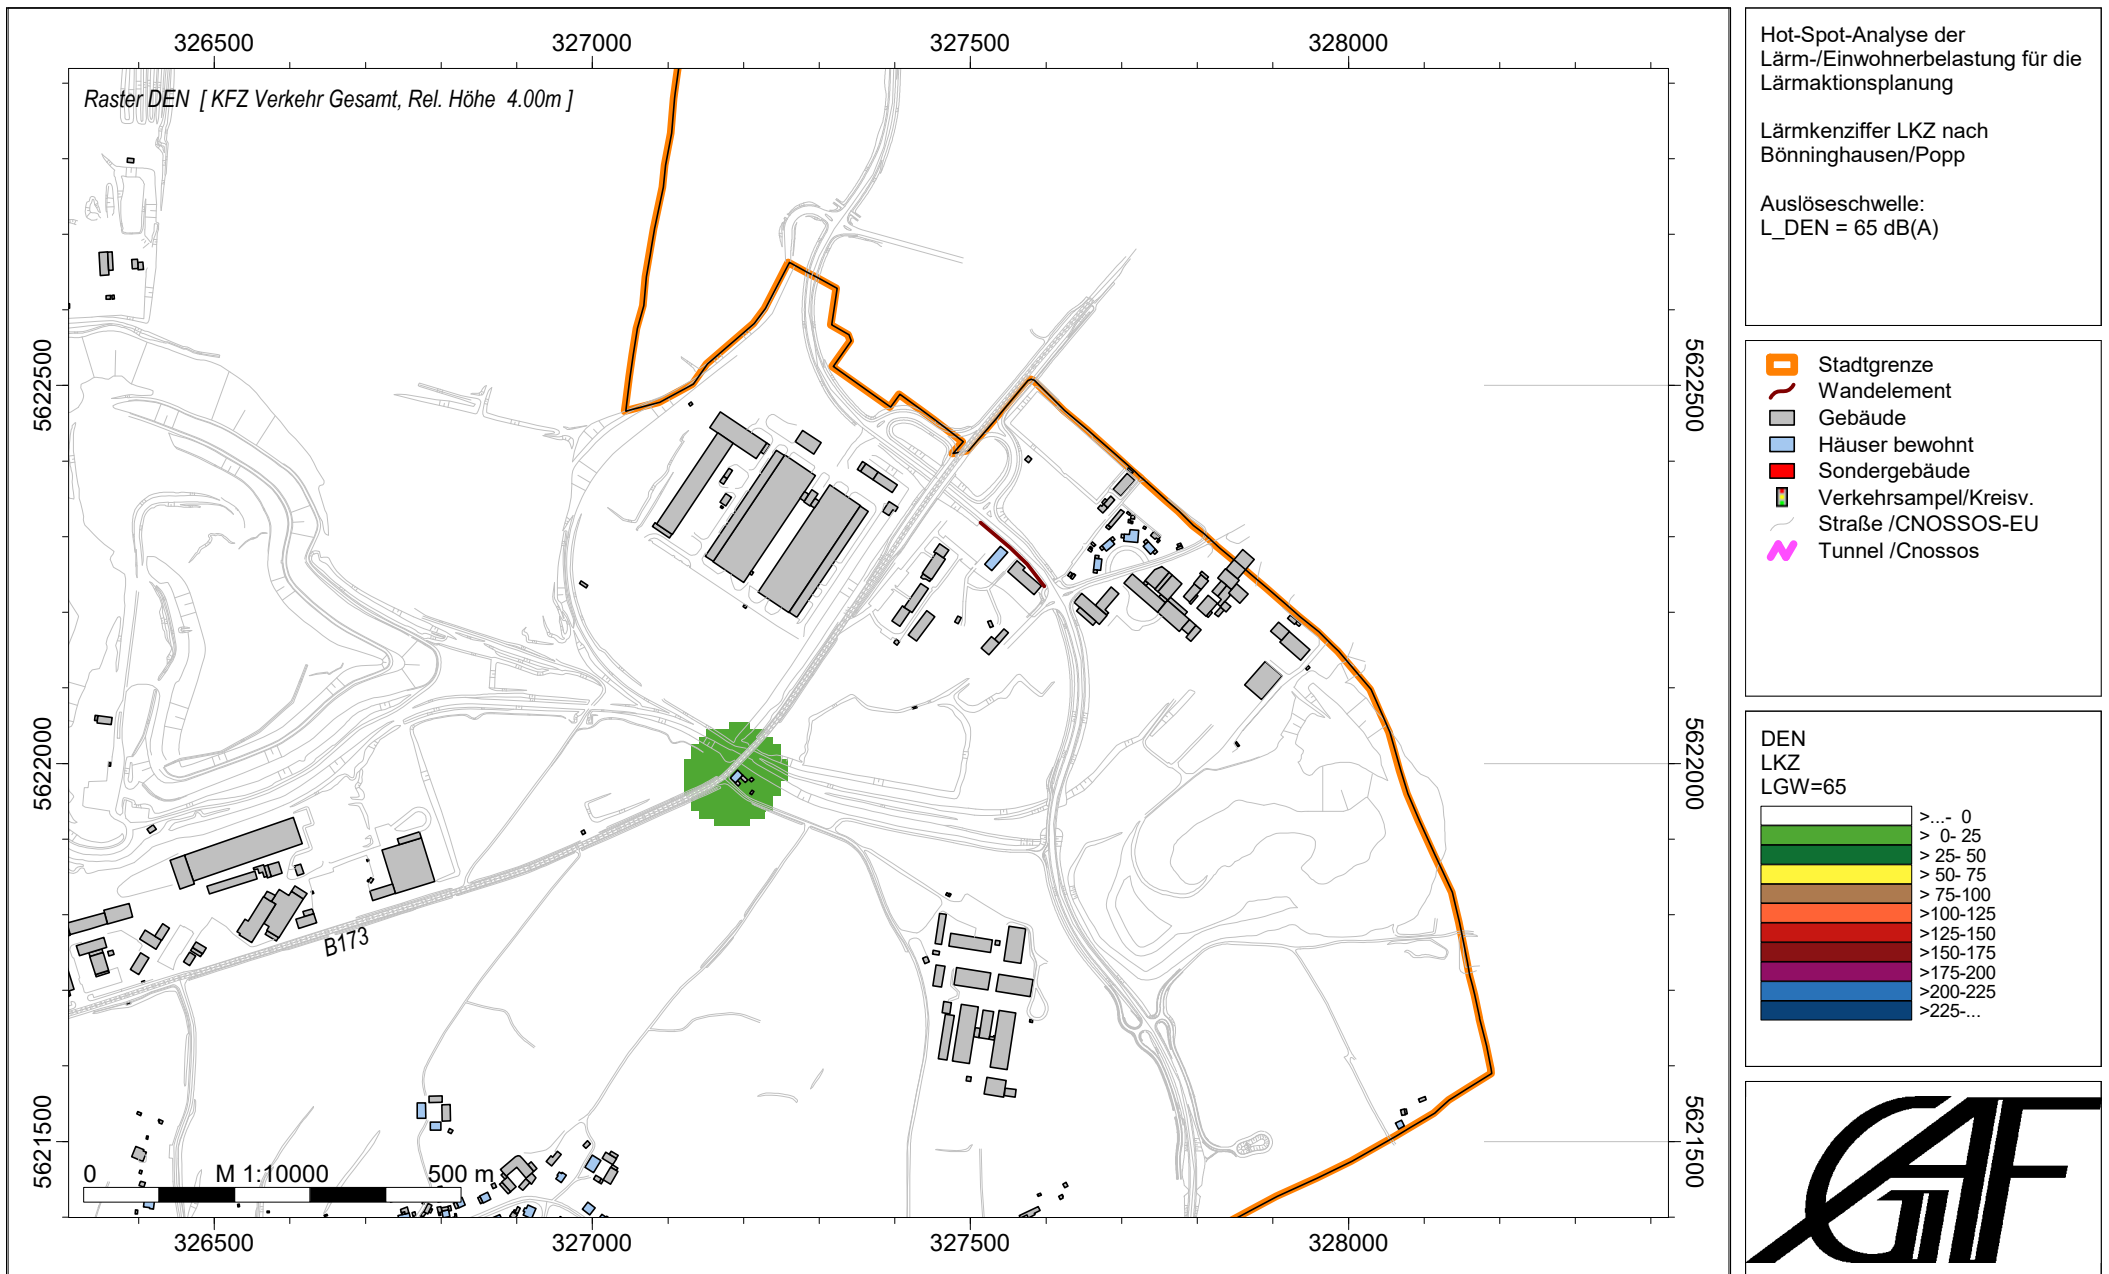 326500 327000 327500 328000
Raster DEN [ KFZ Verkehr Gesamt, Rel. Höhe 4.00m ]
5622500 5622500
5622000 5622000
B173
5621500 5621500
0 M 1:10000 500 m
326500 327000 327500 328000
Hot-Spot-Analyse der
Lärm-/Einwohnerbelastung für die
Lärmaktionsplanung
Lärmkenziffer LKZ nach
Bönninghausen/Popp
Auslöseschwelle:
L_DEN = 65 dB(A)
Stadtgrenze
Wandelement
Gebäude
Häuser bewohnt
Sondergebäude
Verkehrsampel/Kreisv.
Straße /CNOSSOS-EU
Tunnel /Cnossos
DEN
LKZ
LGW=65
>...- 0
> 0- 25
> 25- 50
> 50- 75
> 75-100
>100-125
>125-150
>150-175
>175-200
>200-225
>225-...
GAF